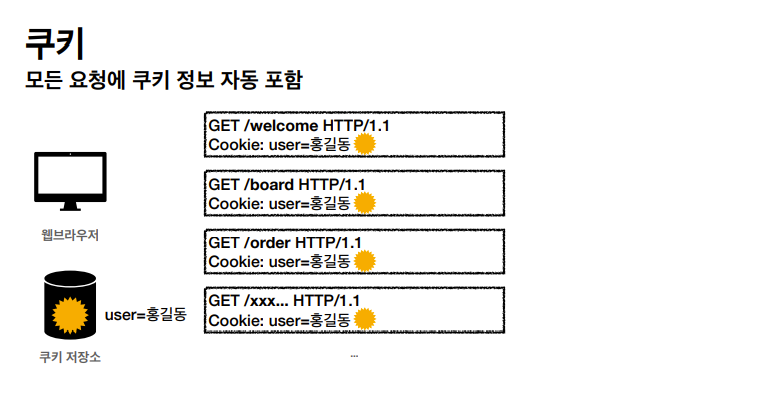 쿠키
모든 요청에 쿠키 정보 자동 포함
GET /welcome HTTP/1.1
Cookie: user=홍길동
GET /board HTTP/1.1
Cookie: user=홍길동
GET /order HTTP/1.1
Cookie: user=홍길동
GET /xxx... HTTP/1.1
Cookie: user=홍길동
...
웹브라우저
user=홍길동
쿠키 저장소